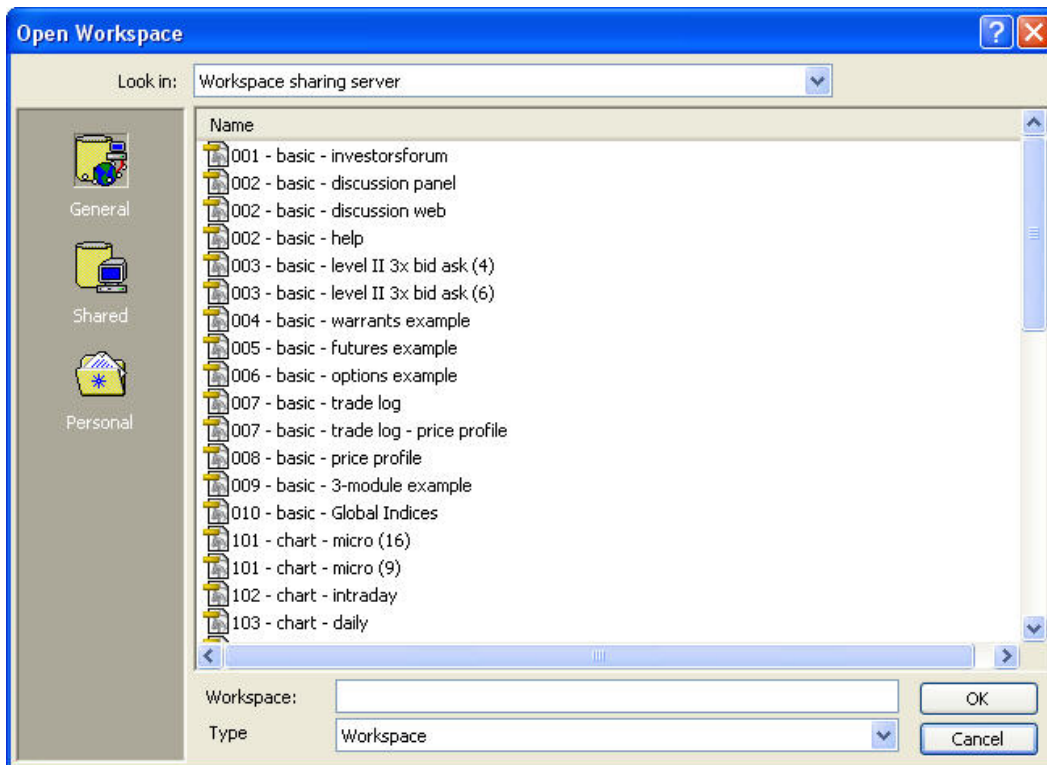 Open Workspace
Look in: Workspace sharing server
General
Shared
Personal
Name
001 - basic - investorsforum
002 - basic - discussion panel
002 - basic - discussion web
002 - basic - help
003 - basic - level II 3x bid ask (4)
003 - basic - level II 3x bid ask (6)
004 - basic - warrants example
005 - basic - futures example
006 - basic - options example
007 - basic - trade log
007 - basic - trade log - price profile
008 - basic - price profile
009 - basic - 3-module example
010 - basic - Global Indices
101 - chart - micro (16)
101 - chart - micro (9)
102 - chart - intraday
103 - chart - daily
Workspace:
OK
Type Workspace
Cancel